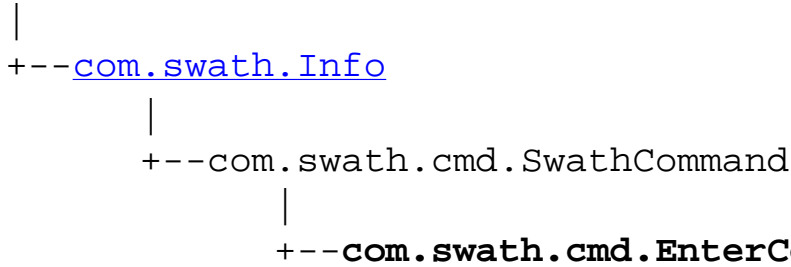 |
+--com.swath.Info
|
+--com.swath.cmd.SwathCommand
|
+--com.swath.cmd.EnterC